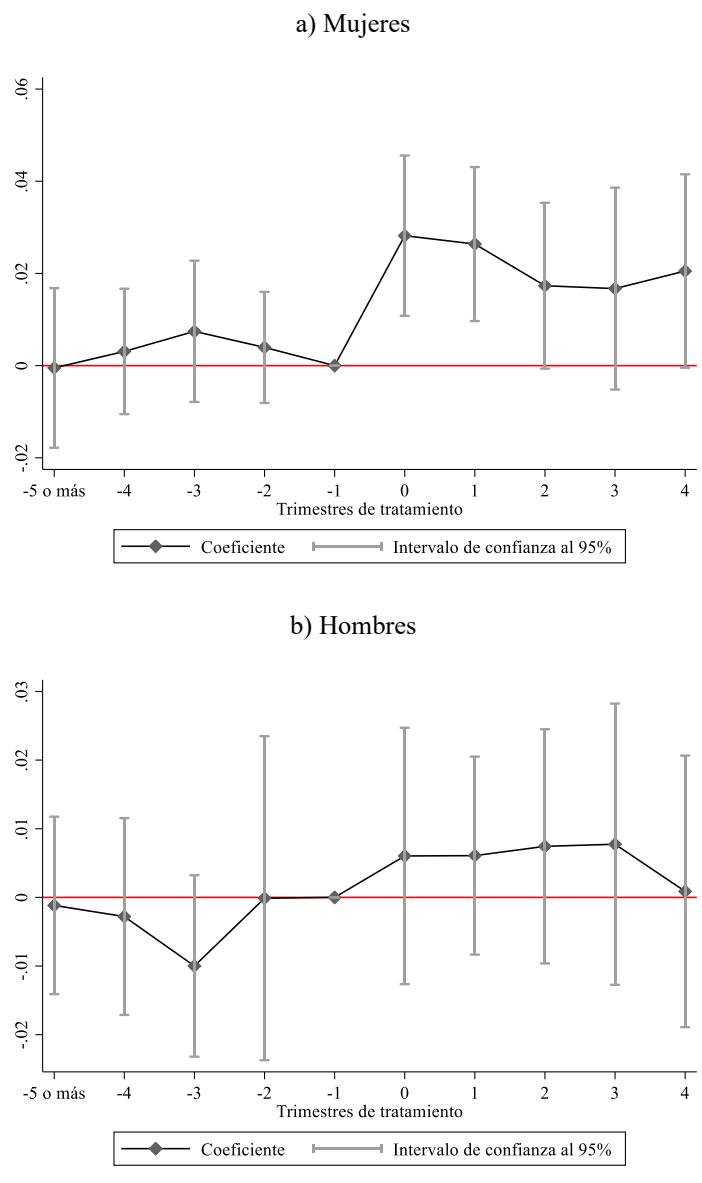 a) Mujeres
.06
.04
.02
0
-.02
-5 o más -4 -3 -2 -1 0 1 2 3 4
Trimestres de tratamiento
Coeficiente Intervalo de confianza al 95%
b) Hombres
.03
.02
.01
0
-.01
-.02
-5 o más -4 -3 -2 -1 0 1 2 3 4
Trimestres de tratamiento
Coeficiente Intervalo de confianza al 95%